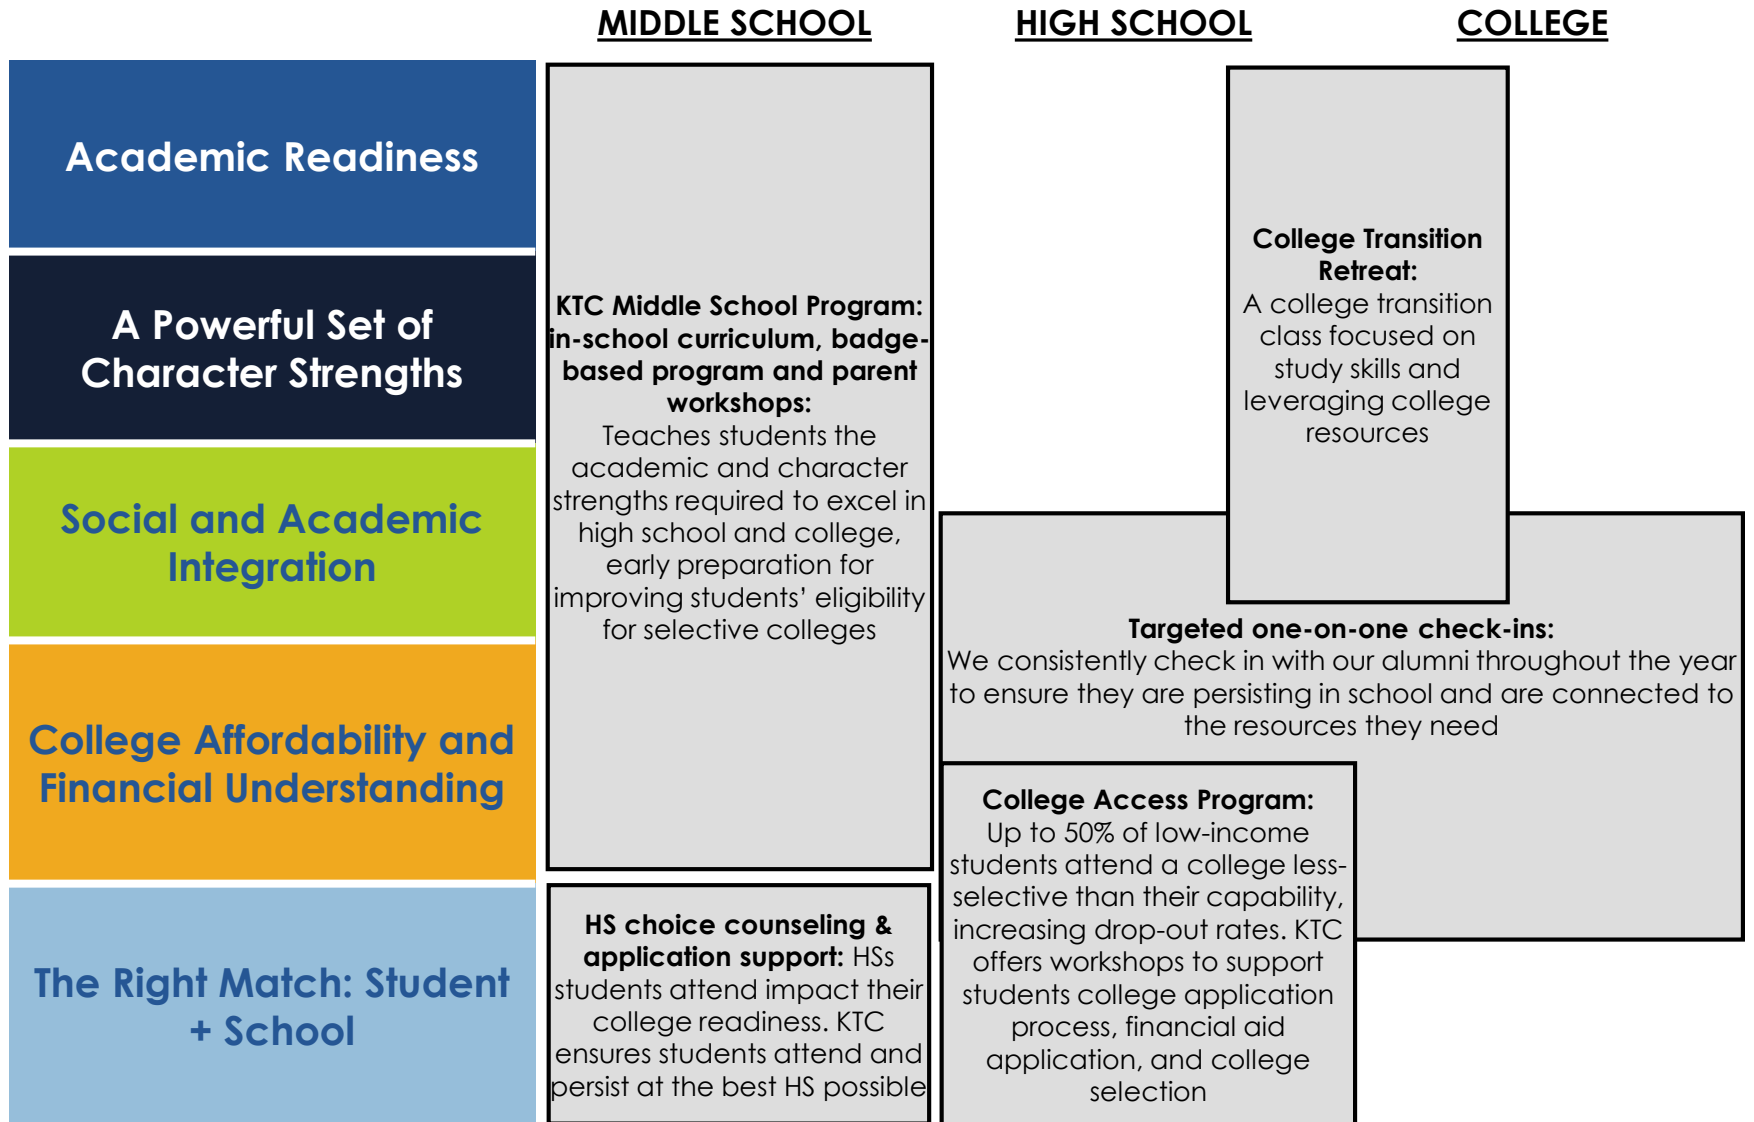 MIDDLE SCHOOL
HIGH SCHOOL
COLLEGE
Academic Readiness
A Powerful Set of
Character Strengths
Social and Academic
Integration
College Affordability and
Financial Understanding
The Right Match: Student
+ School
KTC Middle School Program:
in-school curriculum, badge-
based program and parent
workshops:
Teaches students the
academic and character
strengths required to excel in
high school and college,
early preparation for
improving students’ eligibility
for selective colleges
HS choice counseling &
application support: HSs
students attend impact their
college readiness. KTC
ensures students attend and
persist at the best HS possible
College Transition
Retreat:
A college transition
class focused on
study skills and
leveraging college
resources
Targeted one-on-one check-ins:
We consistently check in with our alumni throughout the year
to ensure they are persisting in school and are connected to
the resources they need
College Access Program:
Up to 50% of low-income
students attend a college less-
selective than their capability,
increasing drop-out rates. KTC
offers workshops to support
students college application
process, financial aid
application, and college
selection